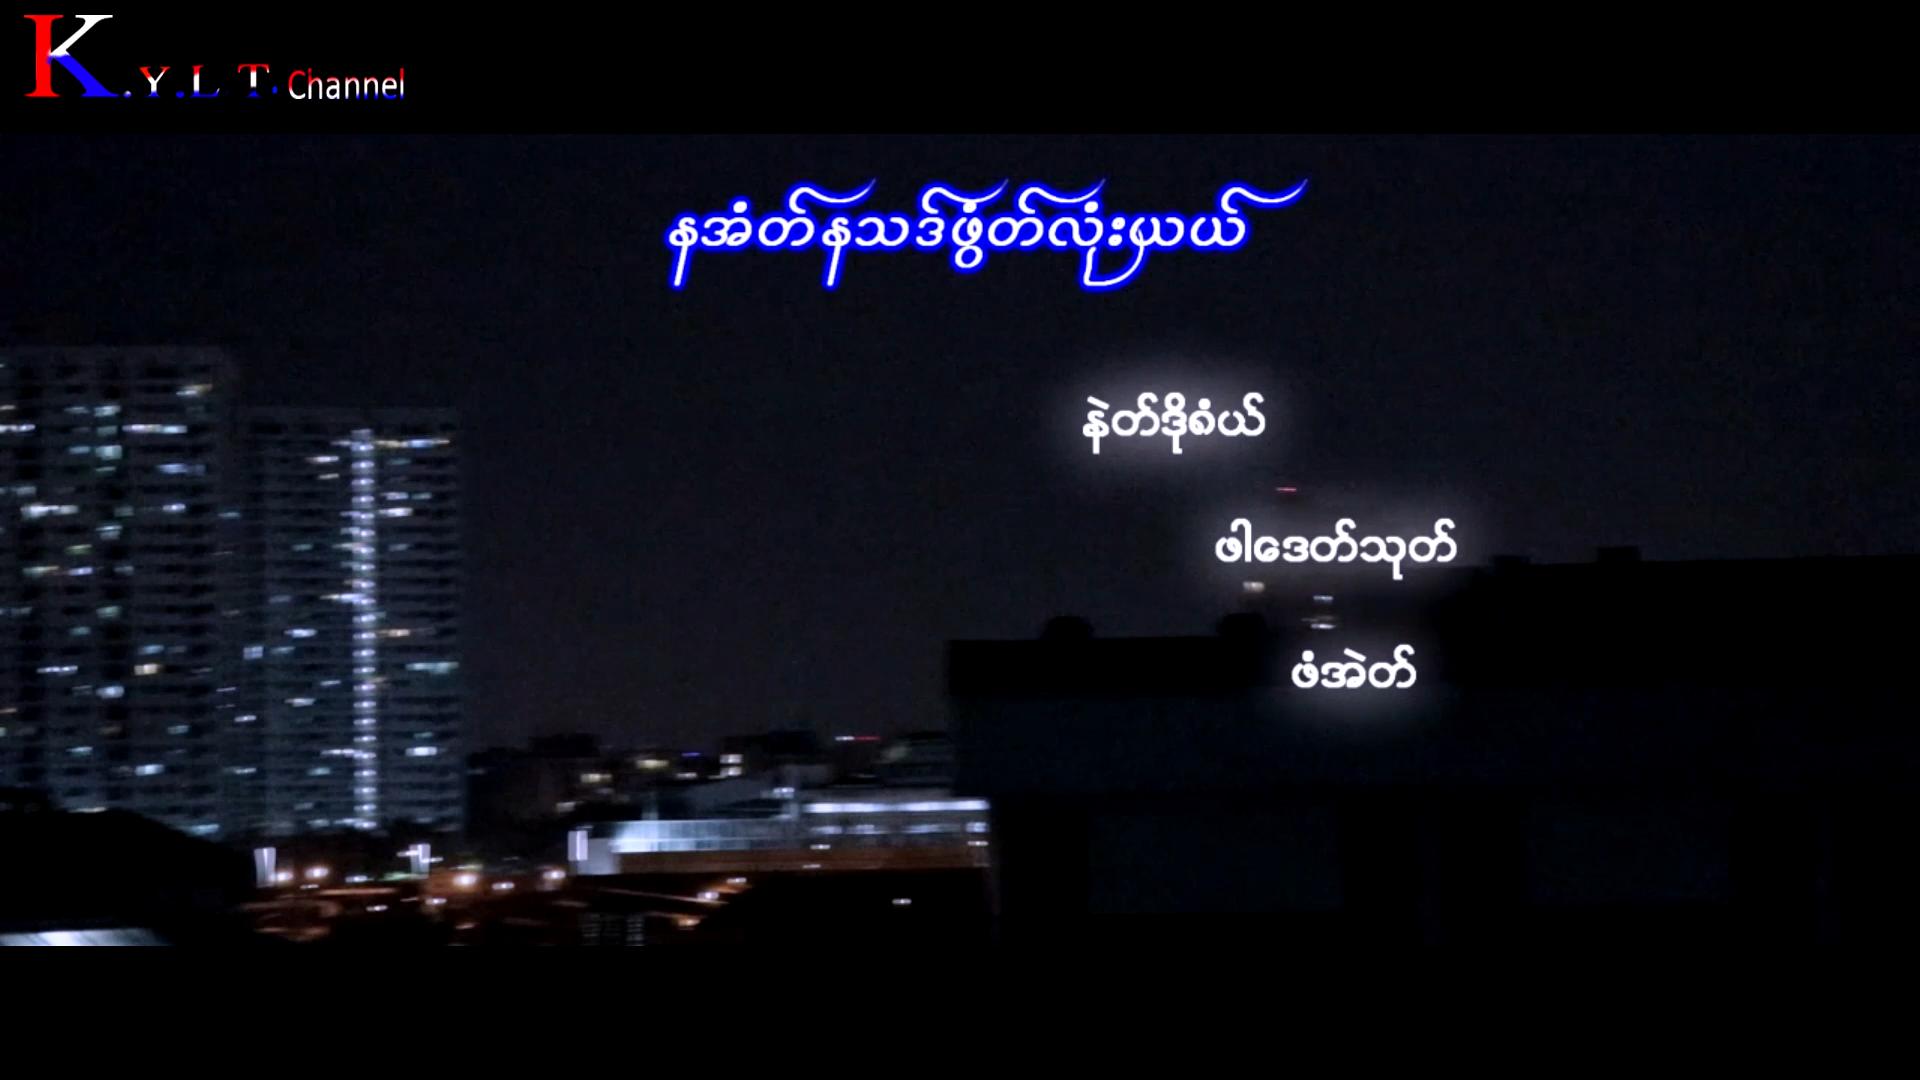 K.Y.L.T. Channel
နအံတ်နသဒ်ဖွံတ်လုံးယယ်
နဲတ်ဒိုစံယ်
ဖါဒေတ်သုတ်
ဖံအဲတ်